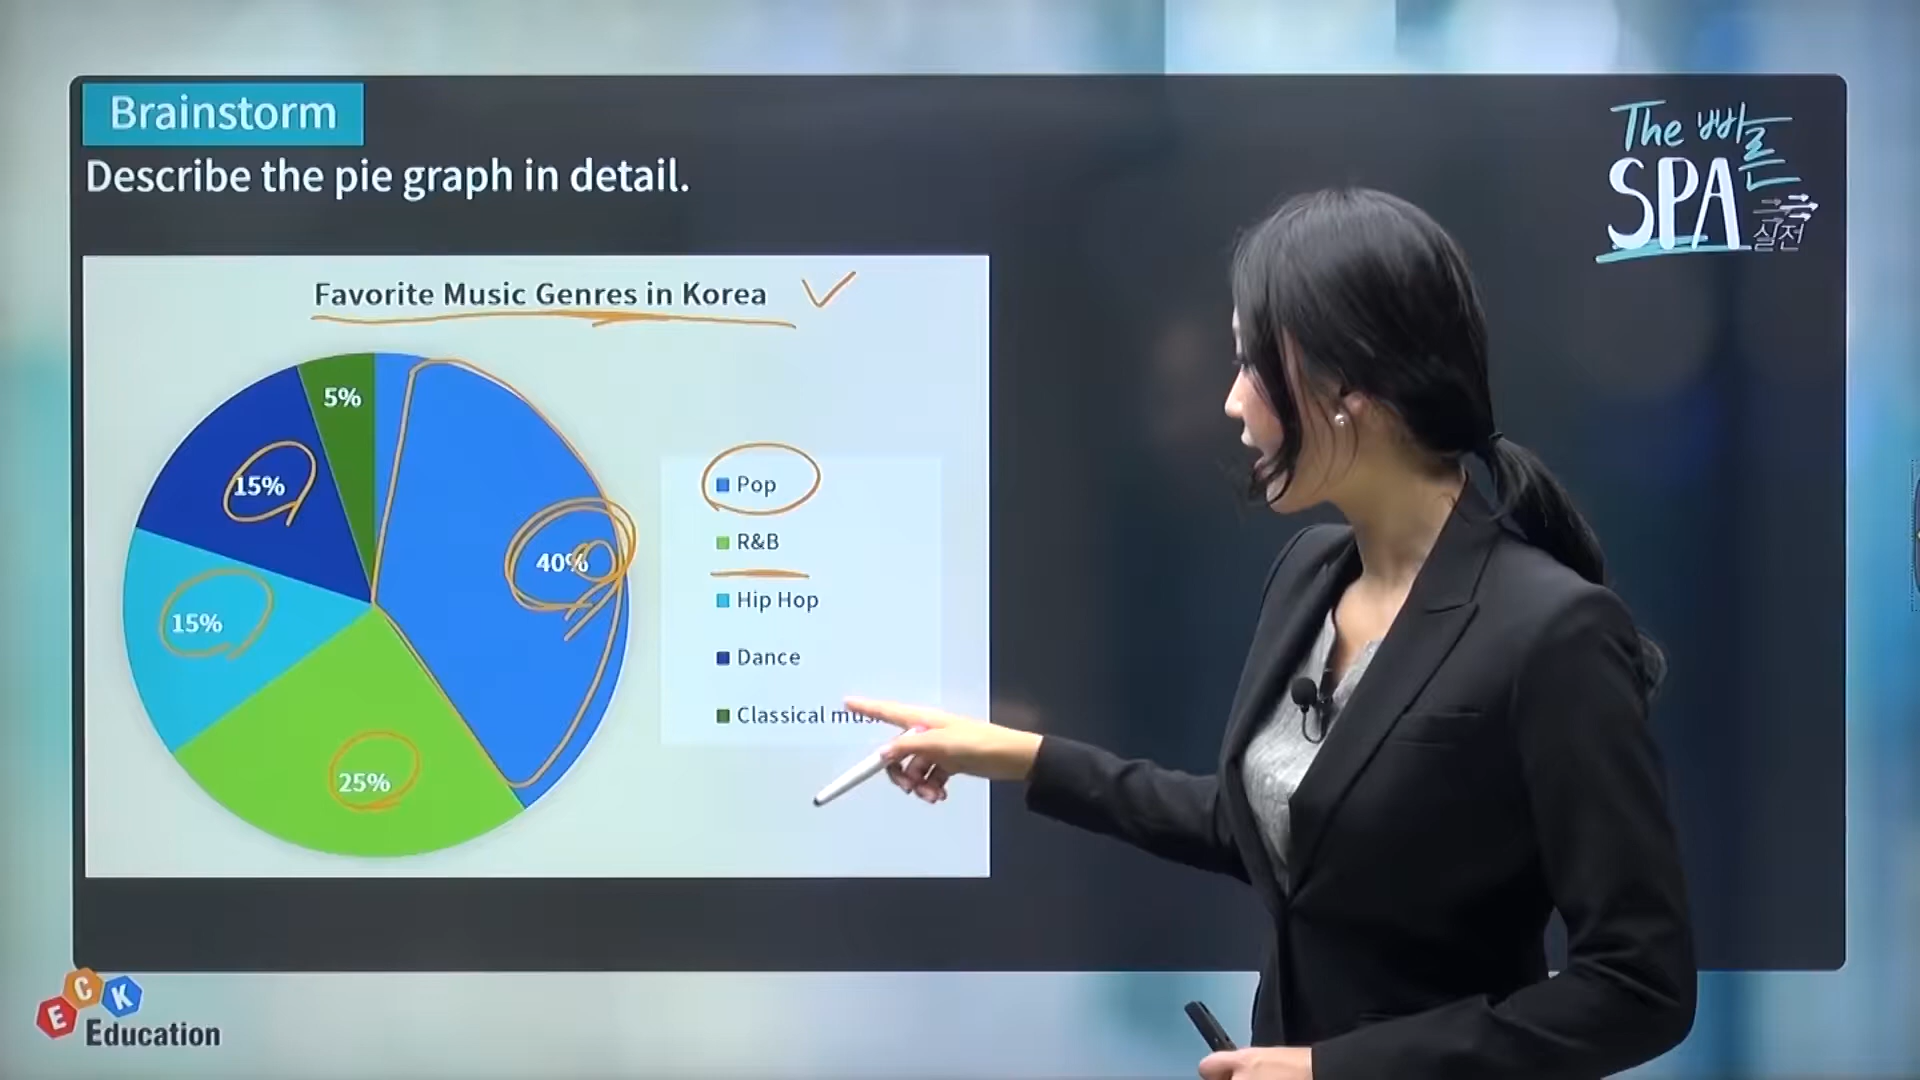 Brainstorm
Describe the pie graph in detail.
The 빠른
SPA
실전
Favorite Music Genres in Korea
5%
15%
40%
15%
25%
Pop
R&B
Hip Hop
Dance
Classical
E C K
Education